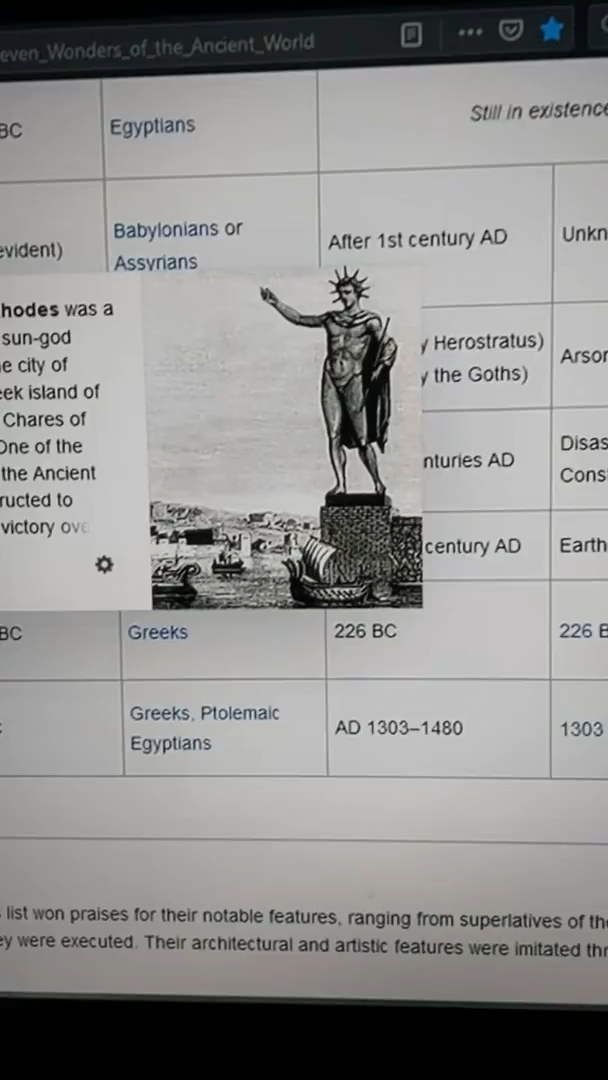 even_Wonders_of_the_Ancient_World
BC
Egyptians
Still in existence
evident)
Babylonians or
Assyrians
After 1st century AD
Unkn
hodes was a
sun-god
e city of
eek island of
Chares of
One of the
the Ancient
ructed to
victory ove
y Herostratus)
y the Goths)
Arson
nturies AD
Disas
Cons
century AD
Earth
BC
Greeks
226 BC
226 B
Greeks, Ptolemaic
Egyptians
AD 1303–1480
1303
list won praises for their notable features, ranging from superlatives of the
ey were executed. Their architectural and artistic features were imitated thr